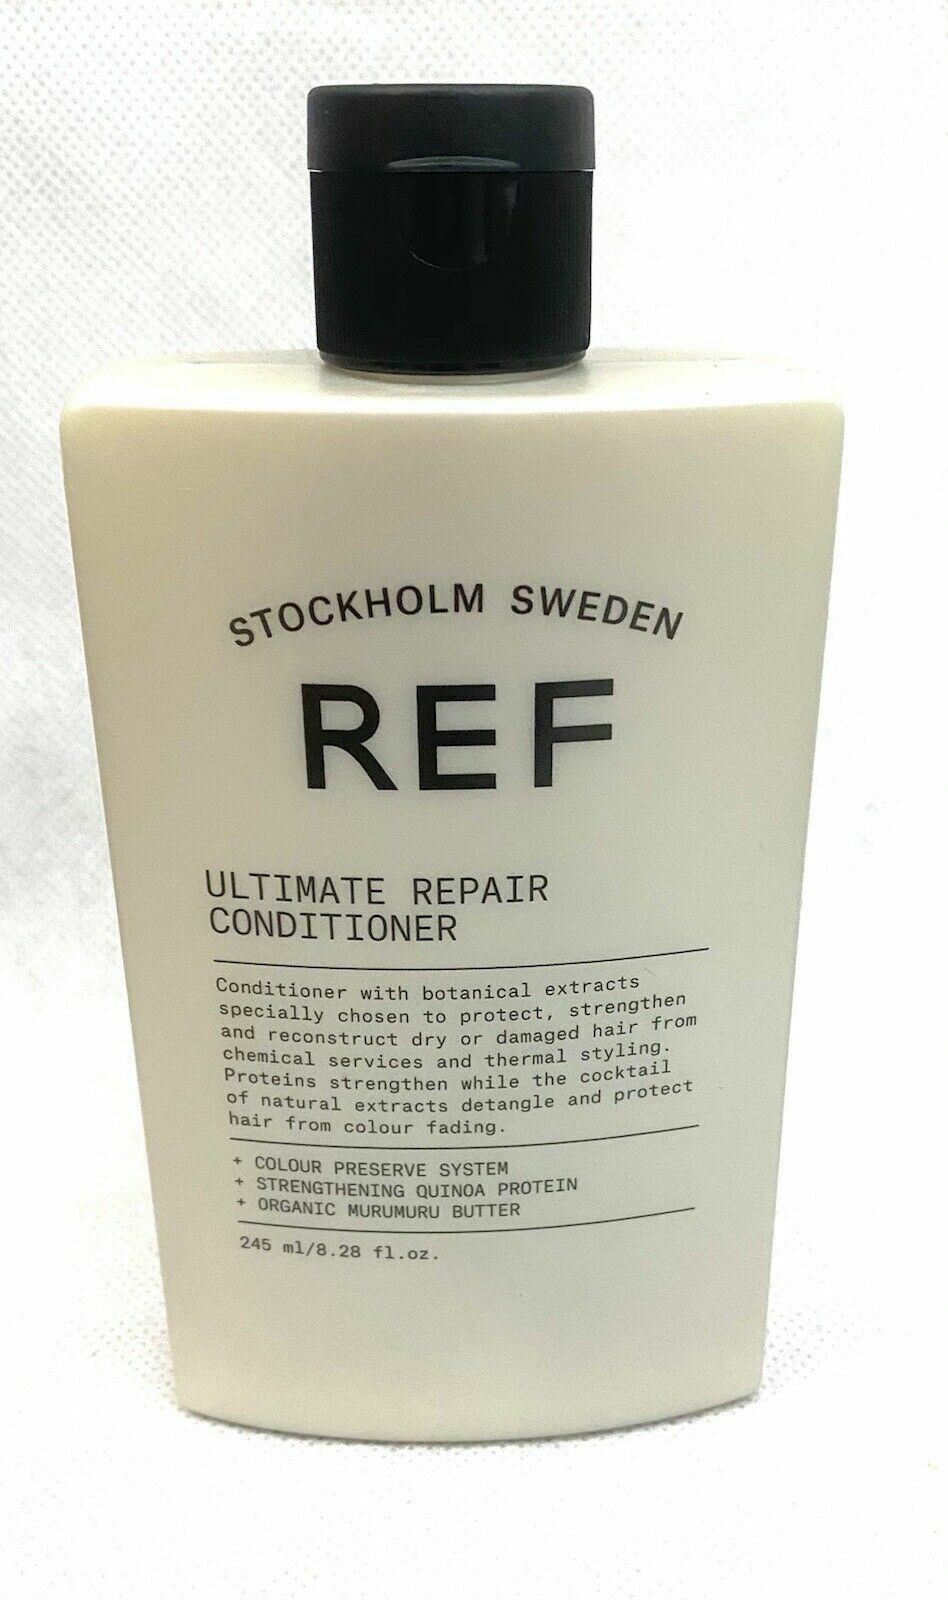 STOCKHOLM SWEDEN
REF
ULTIMATE REPAIR
CONDITIONER
Conditioner with botanical extracts
specially chosen to protect, strengthen
and reconstruct dry or damaged hair from
chemical services and thermal styling.
Proteins strengthen while the cocktail
of natural extracts detangle and protect
hair from colour fading.
+ COLOUR PRESERVE SYSTEM
+ STRENGTHENING QUINOA PROTEIN
+ ORGANIC MURUMURU BUTTER
245 ml/8.28 fl.oz.